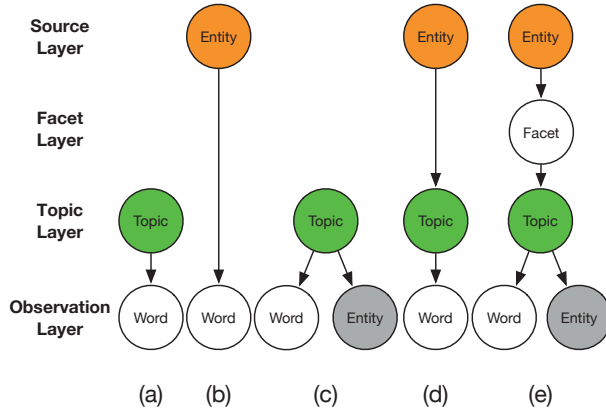 Source
Layer
Entity
Entity
Entity
Facet
Layer
Facet
Topic
Layer
Topic
Topic
Topic
Topic
Observation
Layer
Word
Word
Word
Entity
Word
Word
Entity
(a)
(b)
(c)
(d)
(e)